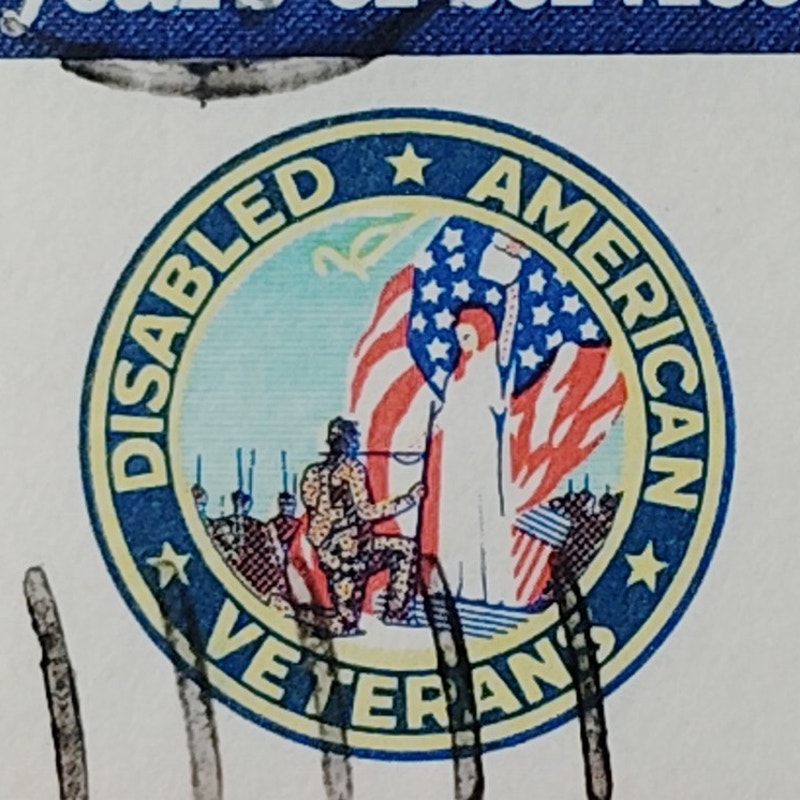 DISABLED ★ AMERICAN
★ VETERANS ★